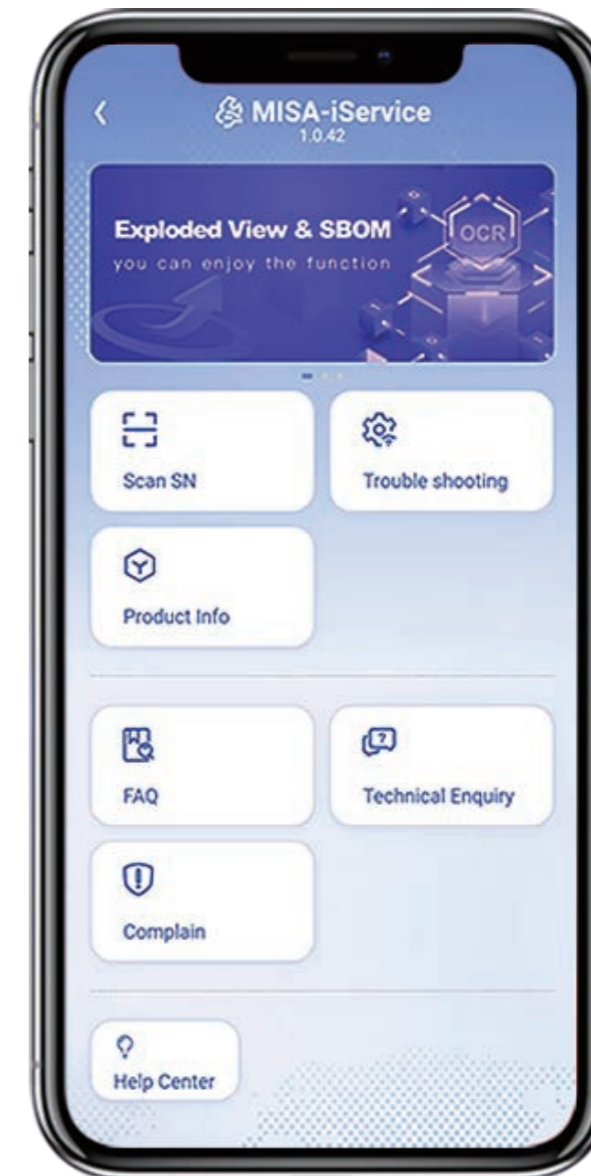 MISA-iService
1.0.42
Exploded View & SBOM
you can enjoy the function
OCR
Scan SN
Trouble shooting
Product Info
FAQ
Technical Enquiry
Complain
Help Center